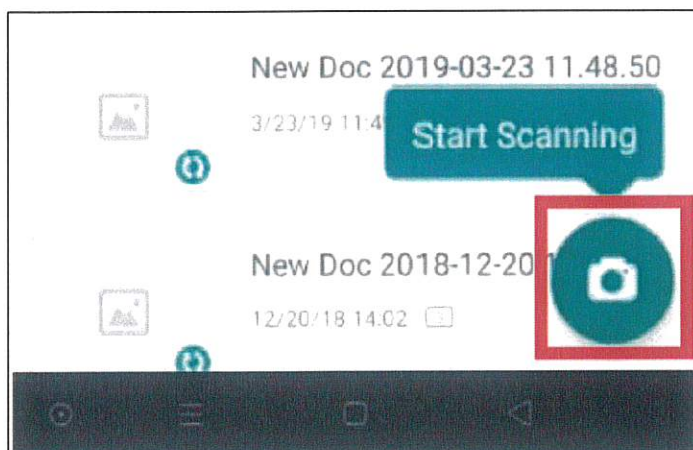 New Doc 2019-03-23 11.48.50
3/23/19 11:4
Start Scanning
New Doc 2018-12-20 1
12/20/18 14.02